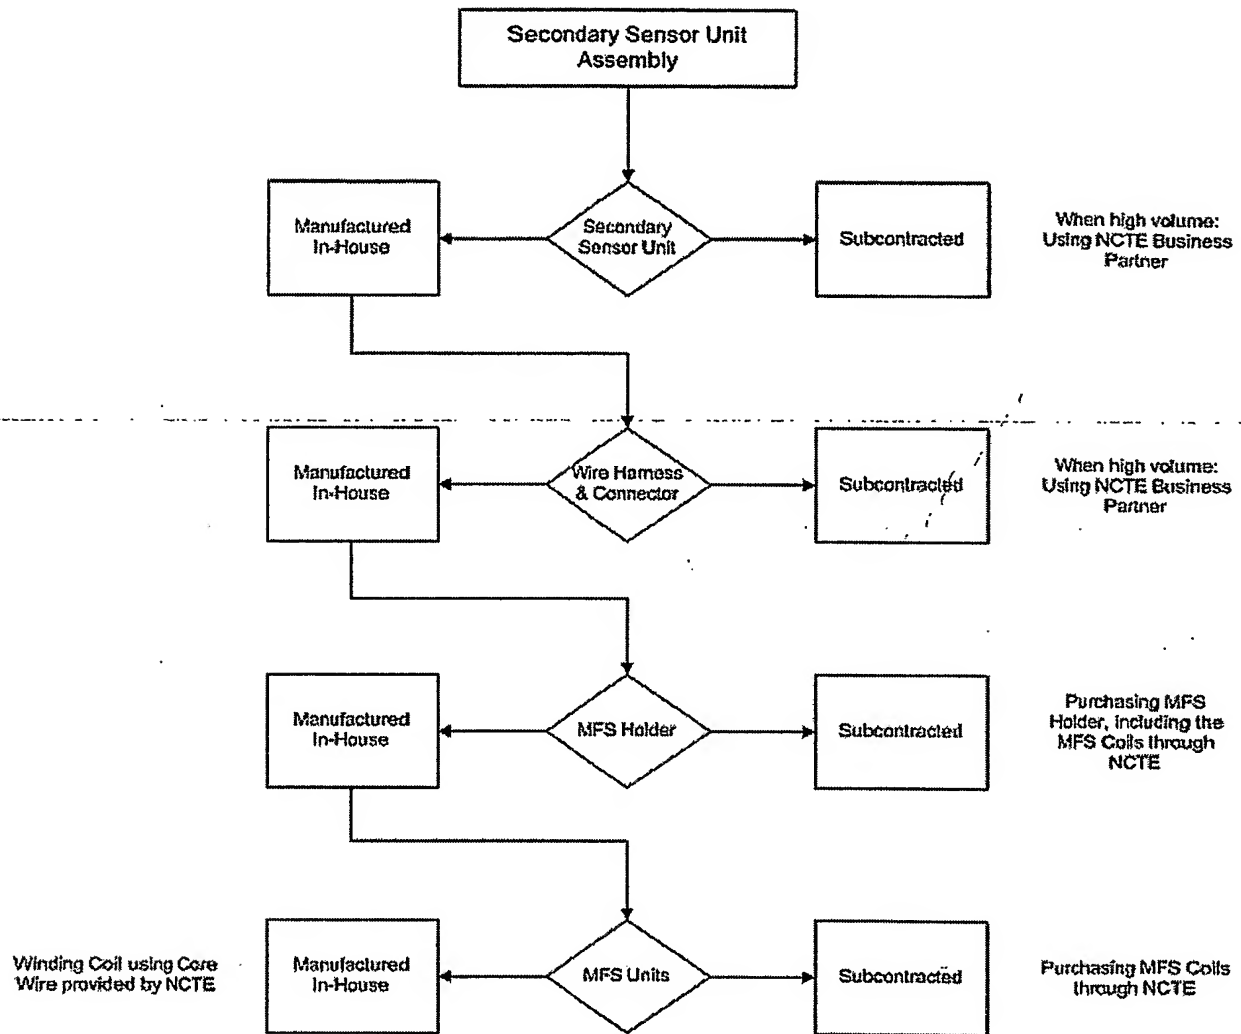 Secondary Sensor Unit
Assembly
Manufactured
In-House
Secondary
Sensor Unit
Subcontracted
When high volume:
Using NCTE Business
Partner
Manufactured
In-House
Wire Harness
& Connector
Subcontracted
When high volume:
Using NCTE Business
Partner
Manufactured
In-House
MFS Holder
Subcontracted
Purchasing MFS
Holder, including the
MFS Coils through
NCTE
Winding Coil using Core
Wire provided by NCTE
Manufactured
In-House
MFS Units
Subcontracted
Purchasing MFS Coils
through NCTE